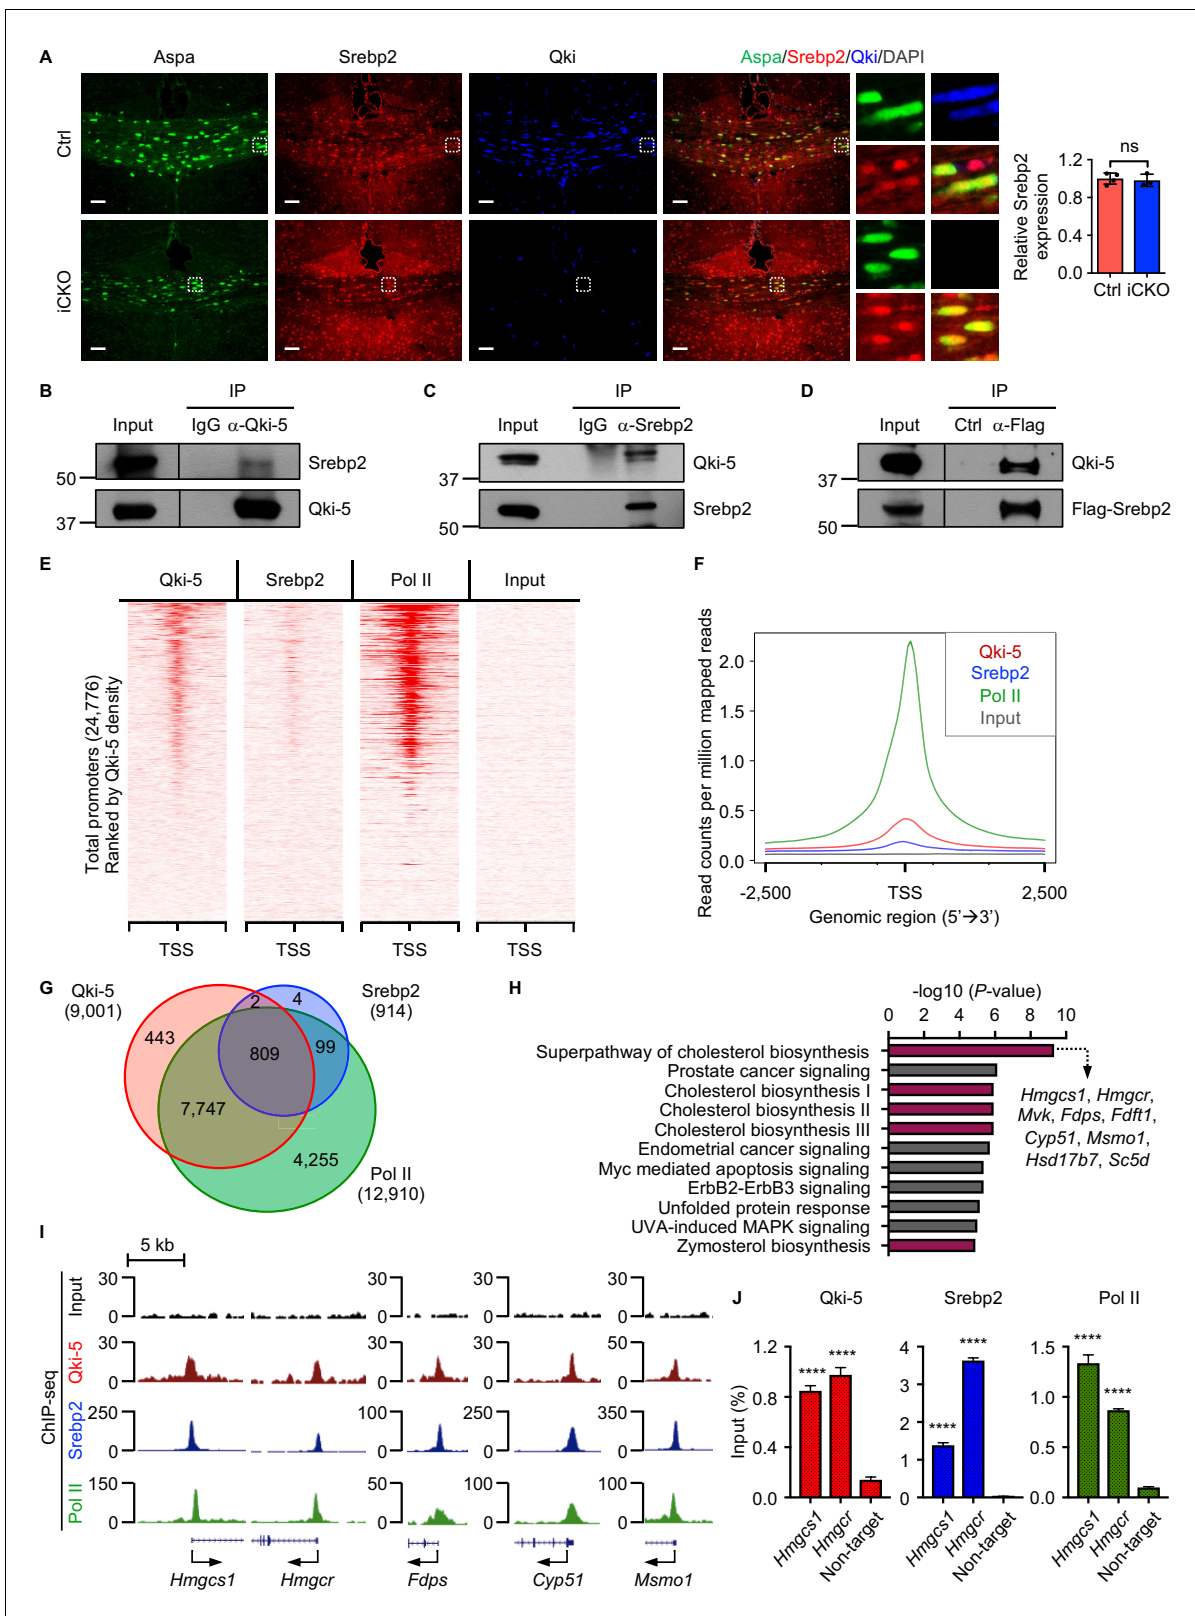 A
Aspa
Srebp2
Qki
Aspa/Srebp2/Qki/DAPI
Ctrl
iCKO
Relative Srebp2
expression
1.2
0.8
0.4
0.0
ns
Ctrl iCKO
B
IP
Input
IgG α-Qki-5
50
Srebp2
37
Qki-5
C
IP
Input
IgG α-Srebp2
37
Qki-5
50
Srebp2
D
IP
Input
Ctrl α-Flag
37
Qki-5
50
Flag-Srebp2
E
Qki-5
Srebp2
Pol II
Input
Total promoters (24,776)
Ranked by Qki-5 density
TSS
TSS
TSS
TSS
F
Read counts per million mapped reads
2.0
1.5
1.0
0.5
0.0
Qki-5
Srebp2
Pol II
Input
-2,500
TSS
2,500
Genomic region (5'→3')
G
Qki-5
(9,001)
Srebp2
(914)
2
4
443
809
99
7,747
4,255
Pol II
(12,910)
H
-log10 (P-value)
0 2 4 6 8 10
Superpathway of cholesterol biosynthesis
Prostate cancer signaling
Cholesterol biosynthesis I
Cholesterol biosynthesis II
Cholesterol biosynthesis III
Endometrial cancer signaling
Myc mediated apoptosis signaling
ErbB2-ErbB3 signaling
Unfolded protein response
UVA-induced MAPK signaling
Zymosterol biosynthesis
Hmgcs1, Hmgcr,
Mvk, Fdps, Fdft1,
Cyp51, Msmo1,
Hsd17b7, Sc5d
I
5 kb
ChIP-seq
Input
30
0
30
0
30
0
30
0
Qki-5
30
0
30
0
30
0
50
0
Srebp2
250
0
100
0
250
0
350
0
Pol II
150
0
50
0
100
0
100
0
Hmgcs1
Hmgcr
Fdps
Cyp51
Msmo1
J
Qki-5
Input (%)
1.2
0.8
0.4
0.0
****
****
Hmgcs1
Hmgcr
Non-target
Srebp2
4
3
2
1
0
****
****
Hmgcs1
Hmgcr
Non-target
Pol II
1.5
1.0
0.5
0.0
****
****
Hmgcs1
Hmgcr
Non-target